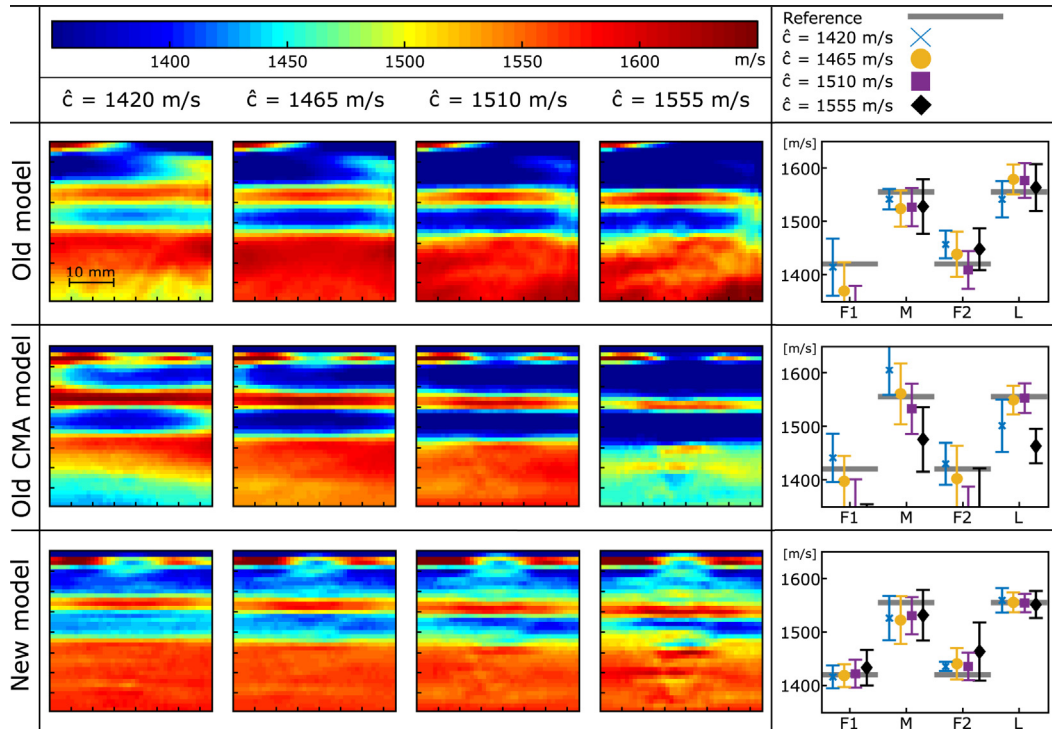 1400 1450 1500 1550 1600 m/s
ĉ = 1420 m/s ĉ = 1465 m/s ĉ = 1510 m/s ĉ = 1555 m/s
Reference
ĉ = 1420 m/s
ĉ = 1465 m/s
ĉ = 1510 m/s
ĉ = 1555 m/s
Old model
10 mm
[m/s]
1600
1500
1400
F1 M F2 L
Old CMA model
[m/s]
1600
1500
1400
F1 M F2 L
New model
[m/s]
1600
1500
1400
F1 M F2 L